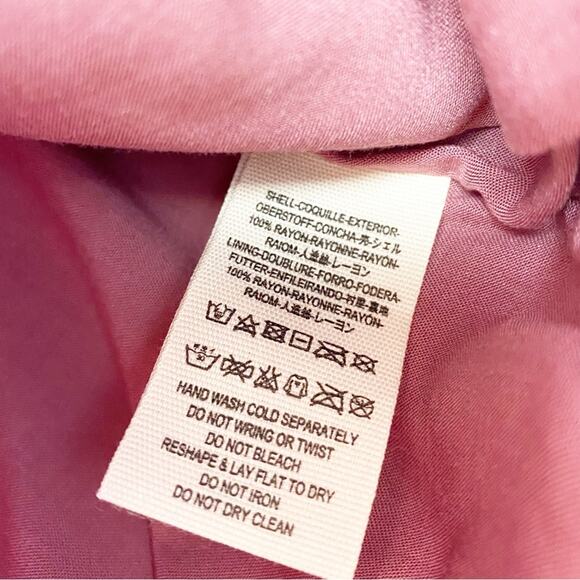 SHELL-COQUILLE-EXTERIOR-
OBERSTOFF-CONCHA-壳-シェル
100% RAYON-RAYONNE-RAYON-
RAIOM-人造絲-レーヨン
LINING-DOUBLURE-FORRO-FODERA-
FUTTER-ENFILEIRANDO-衬里-裏地
100% RAYON-RAYONNE-RAYON-
RAIOM-人造絲-レーヨン
HAND WASH COLD SEPARATELY
DO NOT WRING OR TWIST
DO NOT BLEACH
RESHAPE & LAY FLAT TO DRY
DO NOT IRON
DO NOT DRY CLEAN